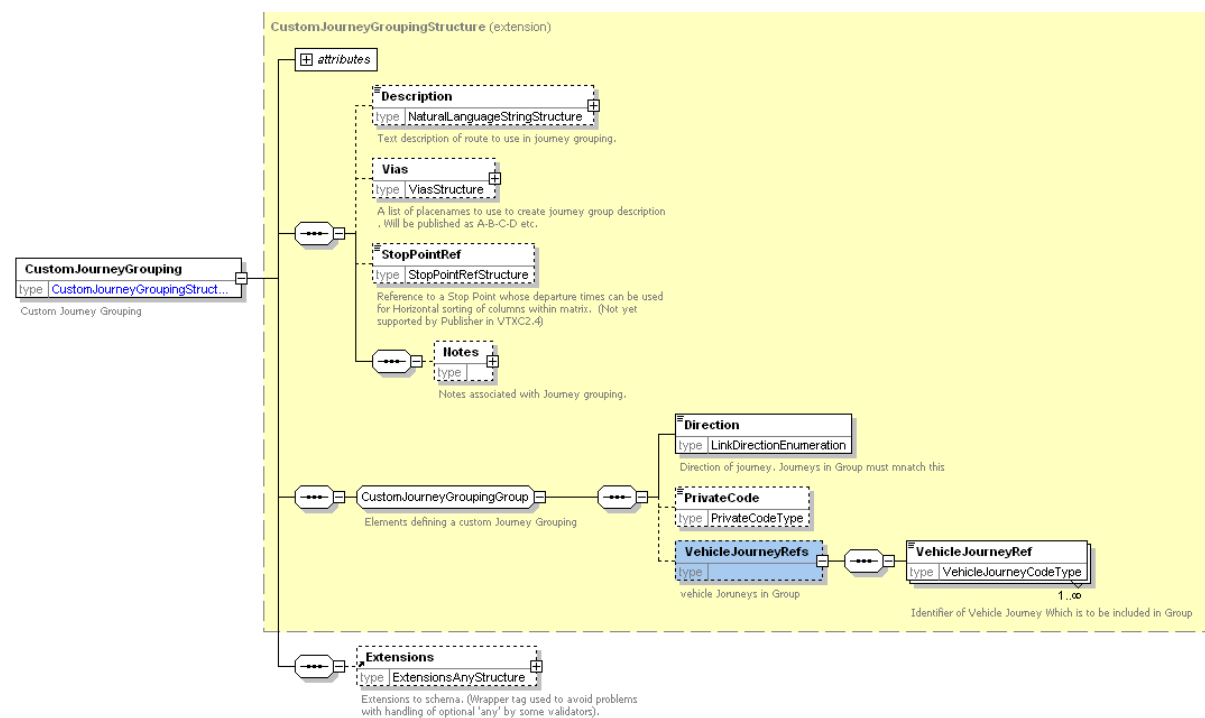 CustomJourneyGroupingStructure (extension)
attributes
Description
type NaturalLanguageStringStructure
Text description of route to use in journey grouping.
Vias
type ViasStructure
A list of placenames to use to create journey group description
. Will be published as A-B-C-D etc.
StopPointRef
type StopPointRefStructure
Reference to a Stop Point whose departure times can be used
for Horizontal sorting of columns within matrix. (Not yet
supported by Publisher in VTXC2.4)
CustomJourneyGrouping
type CustomJourneyGroupingStruct...
Custom Journey Grouping
Notes
type
Notes associated with Journey grouping.
Direction
type LinkDirectionEnumeration
Direction of journey. Journeys in Group must mnatch this
CustomJourneyGroupingGroup
Elements defining a custom Journey Grouping
PrivateCode
type PrivateCodeType
VehicleJourneyRefs
type
vehicle Joruneys in Group
VehicleJourneyRef
type VehicleJourneyCodeType
1..∞
Identifier of Vehicle Journey Which is to be included in Group
Extensions
type ExtensionsAnyStructure
Extensions to schema. (Wrapper tag used to avoid problems
with handling of optional 'any' by some validators).